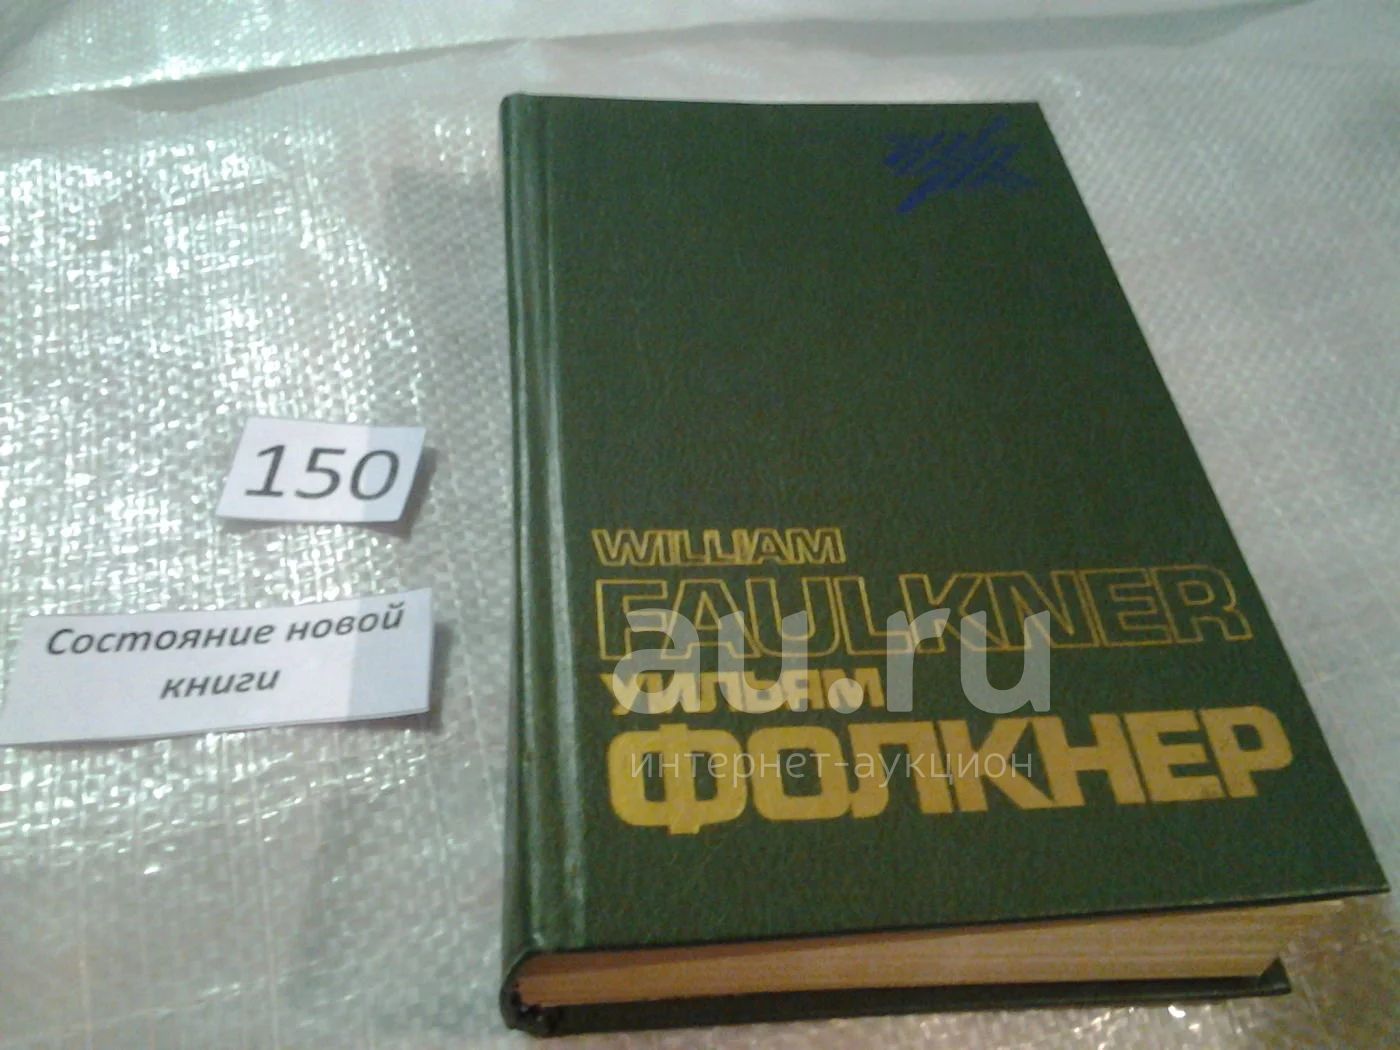 150
Состояние новой
книги
WILLIAM
FAULKNER
УИЛЬЯМ
ФОЛКНЕР
au.ru
интернет-аукцион